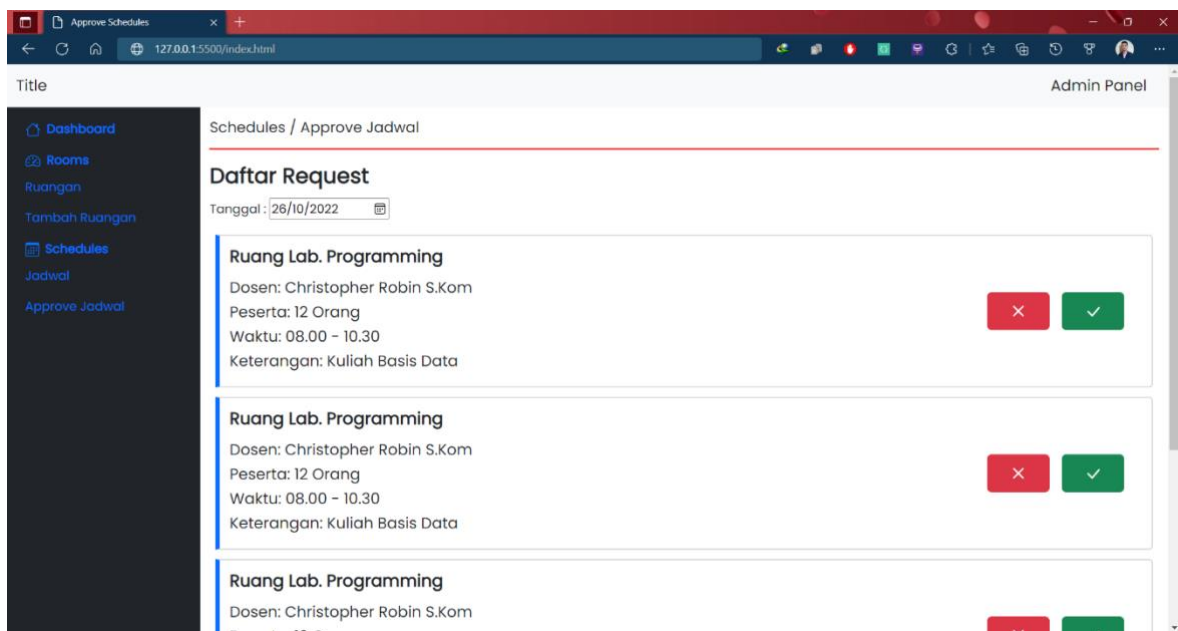 Approve Schedules
127.0.0.1:5500/index.html
Title
Admin Panel
Dashboard
Rooms
Ruangan
Tambah Ruangan
Schedules
Jadwal
Approve Jadwal
Schedules / Approve Jadwal
Daftar Request
Tanggal : 26/10/2022
Ruang Lab. Programming
Dosen: Christopher Robin S.Kom
Peserta: 12 Orang
Waktu: 08.00 - 10.30
Keterangan: Kuliah Basis Data
Ruang Lab. Programming
Dosen: Christopher Robin S.Kom
Peserta: 12 Orang
Waktu: 08.00 - 10.30
Keterangan: Kuliah Basis Data
Ruang Lab. Programming
Dosen: Christopher Robin S.Kom